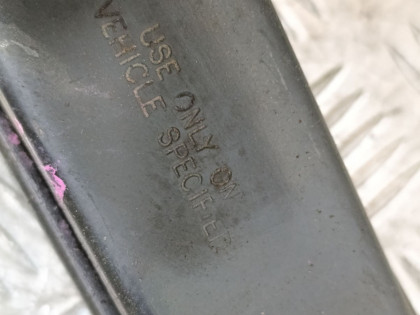 USE ONLY ON
VEHICLE SPECIFIED